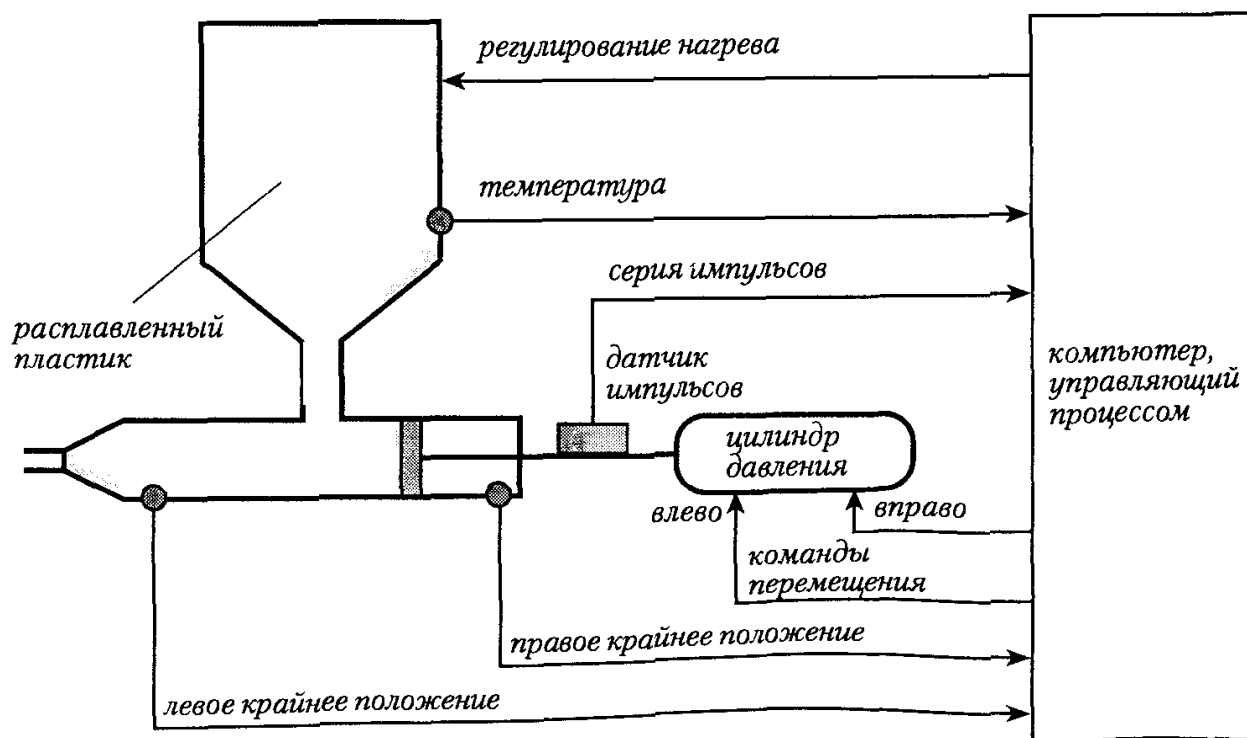 регулирование нагрева
температура
серия импульсов
расплавленный
пластик
датчик
импульсов
компьютер,
управляющий
процессом
цилиндр
давления
влево
вправо
команды
перемещения
правое крайнее положение
левое крайнее положение